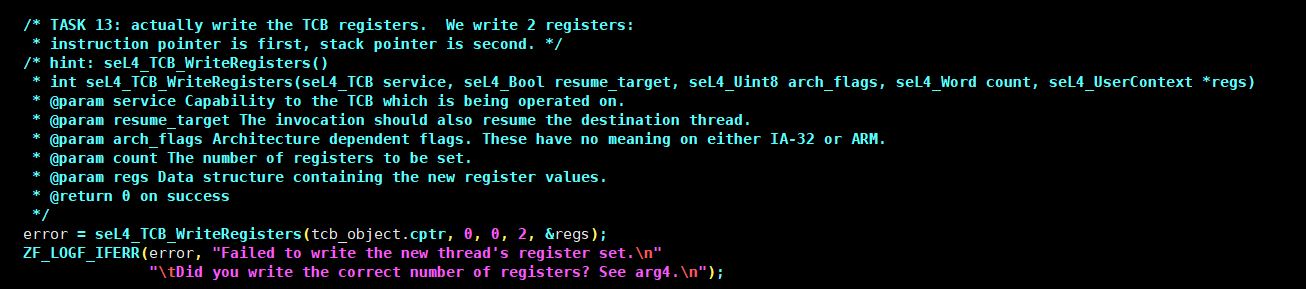 /* TASK 13: actually write the TCB registers.  We write 2 registers:
 * instruction pointer is first, stack pointer is second. */
/* hint: seL4_TCB_WriteRegisters()
 * int seL4_TCB_WriteRegisters(seL4_TCB service, seL4_Bool resume_target, seL4_Uint8 arch_flags, seL4_Word count, seL4_UserContext *regs)
 * @param service Capability to the TCB which is being operated on.
 * @param resume_target The invocation should also resume the destination thread.
 * @param arch_flags Architecture dependent flags. These have no meaning on either IA-32 or ARM.
 * @param count The number of registers to be set.
 * @param regs Data structure containing the new register values.
 * @return 0 on success
 */
error = seL4_TCB_WriteRegisters(tcb_object.cptr, 0, 0, 2, &regs);
ZF_LOGF_IFERR(error, "Failed to write the new thread's register set.\n"
              "\tDid you write the correct number of registers? See arg4.\n");